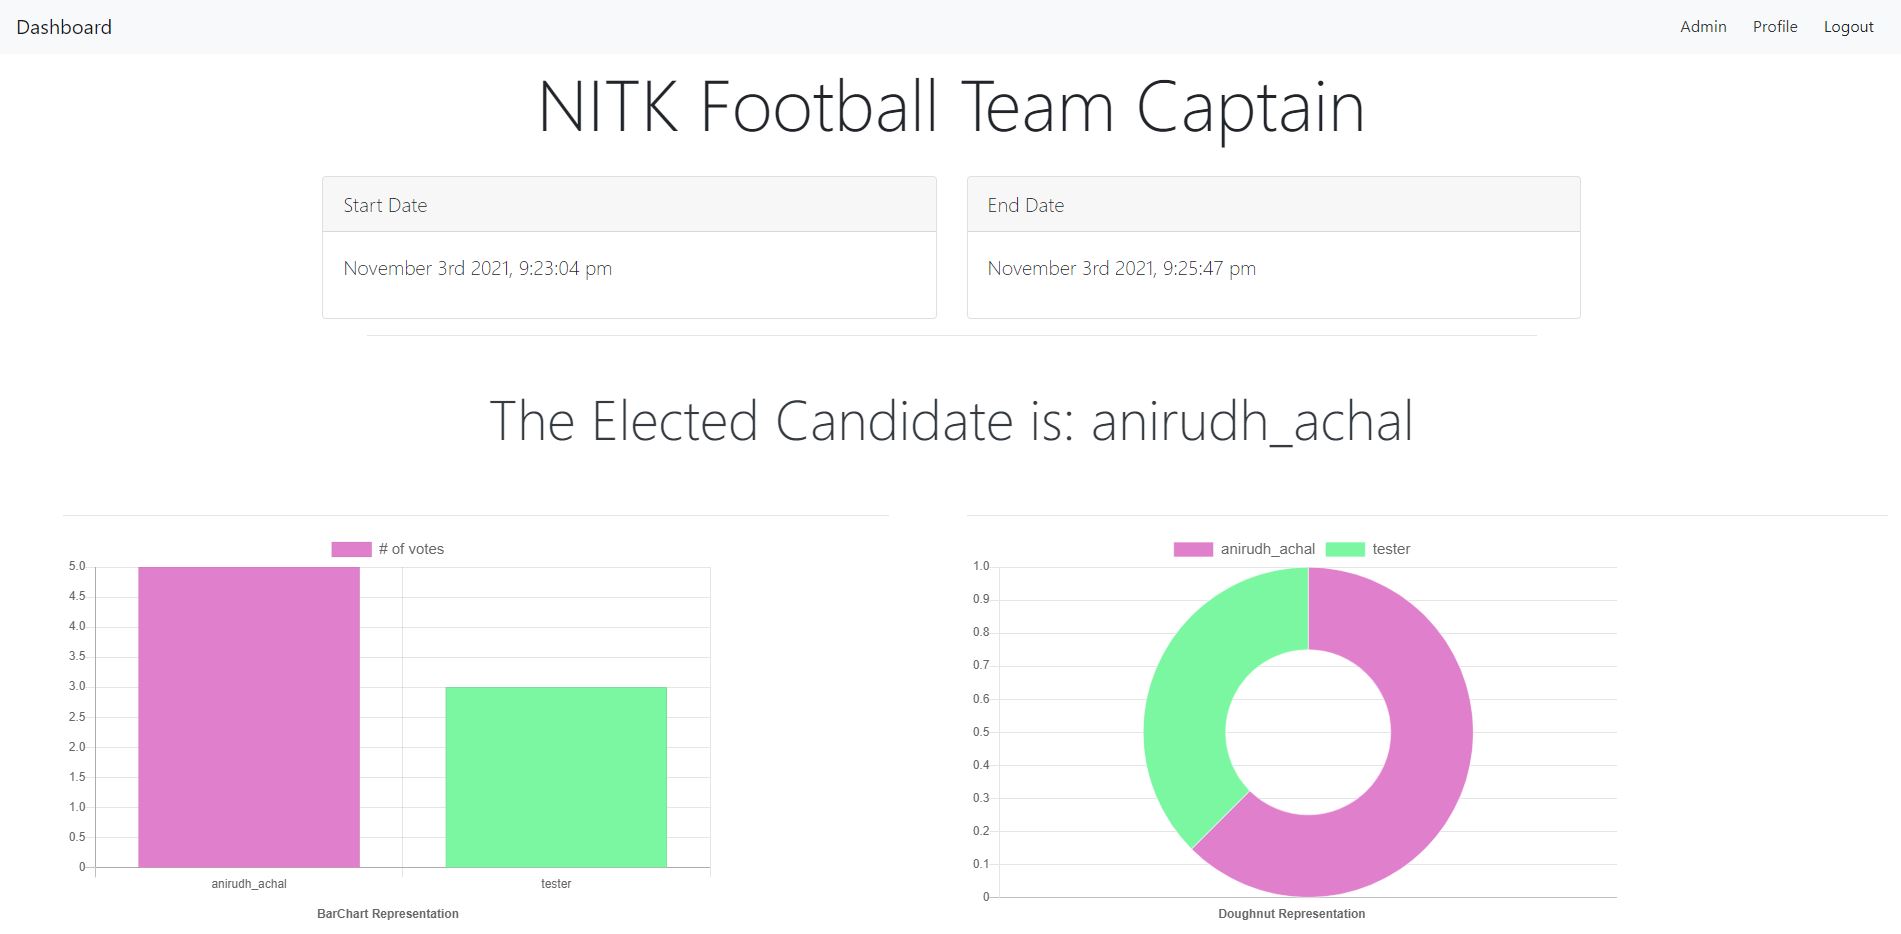 Dashboard Admin Profile Logout
NITK Football Team Captain
Start Date
November 3rd 2021, 9:23:04 pm
End Date
November 3rd 2021, 9:25:47 pm
The Elected Candidate is: anirudh_achal
# of votes
5.0
4.5
4.0
3.5
3.0
2.5
2.0
1.5
1.0
0.5
0
anirudh_achal tester
BarChart Representation
anirudh_achal tester
1.0
0.9
0.8
0.7
0.6
0.5
0.4
0.3
0.2
0.1
0
Doughnut Representation